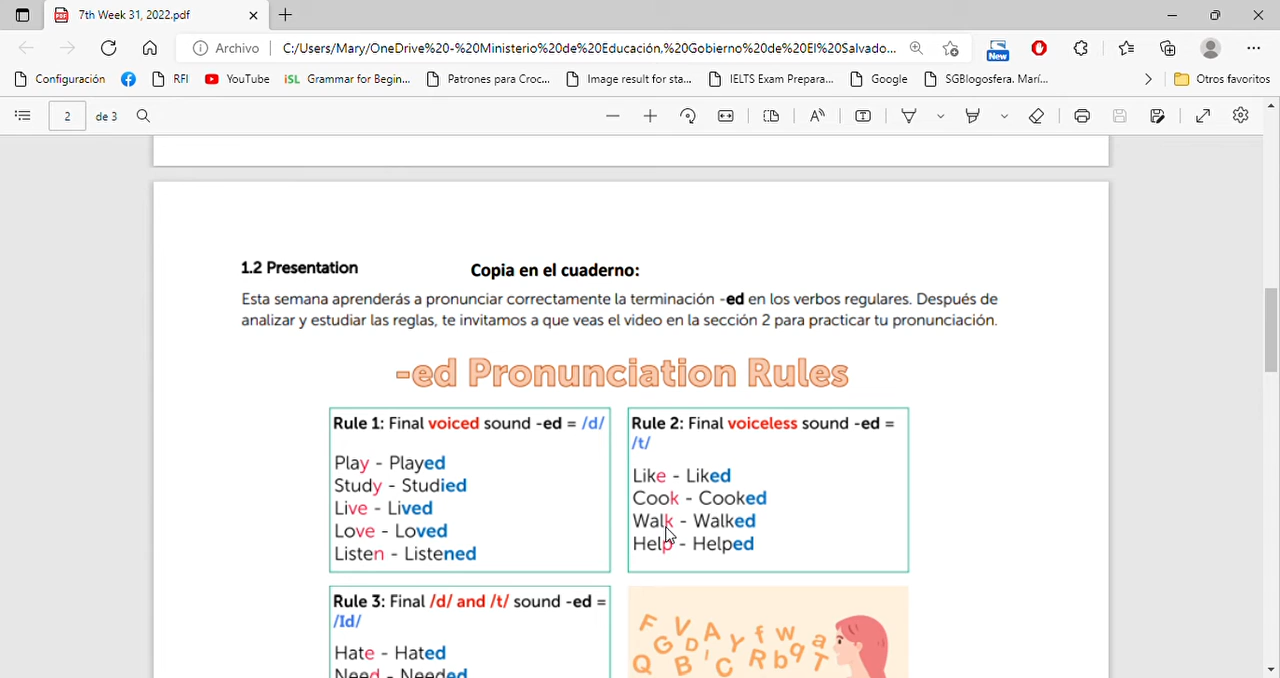 7th Week 31, 2022.pdf
Archivo
C:/Users/Mary/OneDrive%20-%20Ministerio%20de%20Educación,%20Gobierno%20de%20El%20Salvado...
New
Configuración
RFI
YouTube
iSL Grammar for Begin...
Patrones para Croc...
Image result for sta...
IELTS Exam Prepara...
Google
SGBlogosfera. Marí...
Otros favoritos
2 de 3
1.2 Presentation
Copia en el cuaderno:
Esta semana aprenderás a pronunciar correctamente la terminación -ed en los verbos regulares. Después de
analizar y estudiar las reglas, te invitamos a que veas el video en la sección 2 para practicar tu pronunciación.
-ed Pronunciation Rules
Rule 1: Final voiced sound -ed = /d/
Play - Played
Study - Studied
Live - Lived
Love - Loved
Listen - Listened
Rule 2: Final voiceless sound -ed =
/t/
Like - Liked
Cook - Cooked
Walk - Walked
Help - Helped
Rule 3: Final /d/ and /t/ sound -ed =
/Id/
Hate - Hated
Need - Needed
F V A Y f w a
G D
Q B C R b q T